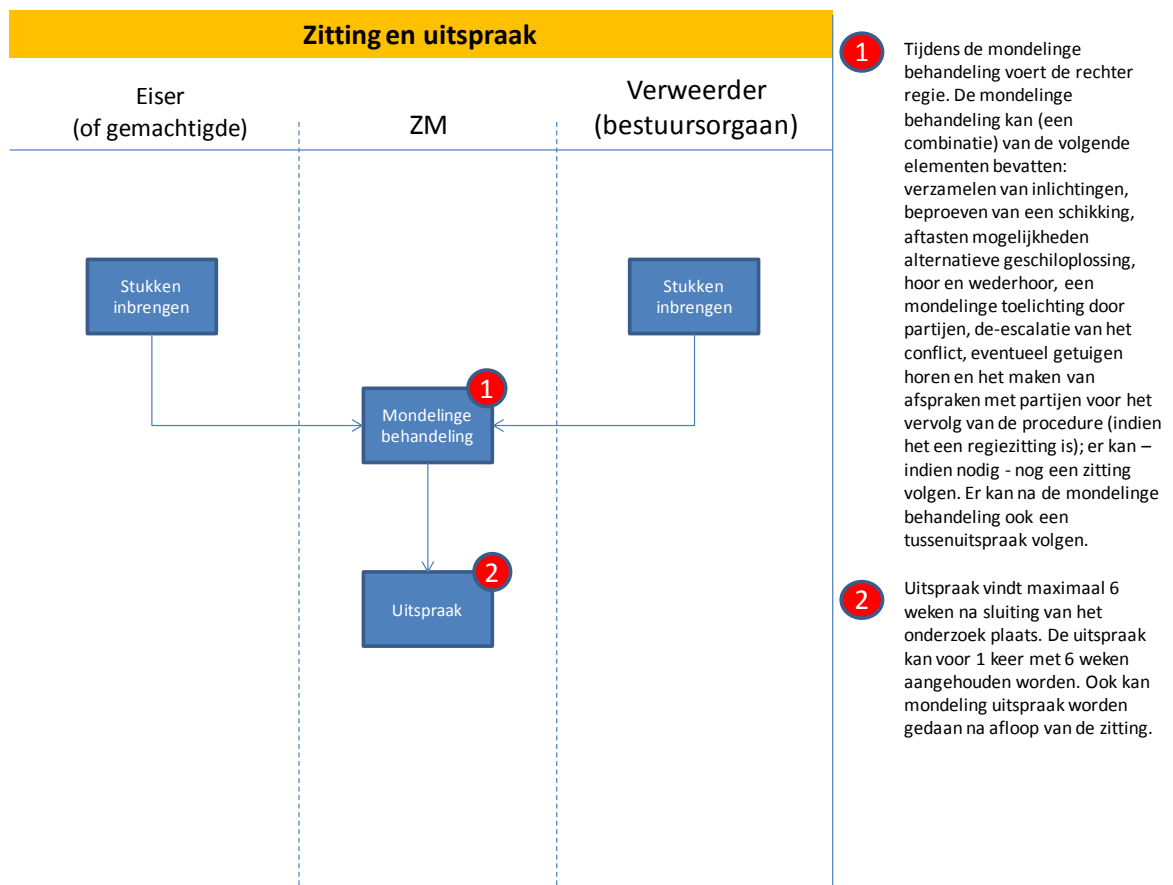 Zitting en uitspraak
Eiser
(of gemachtigde)
ZM
Verweerder
(bestuursorgaan)
Stukken
inbrengen
Stukken
inbrengen
1
Mondelinge
behandeling
2
Uitspraak
1
Tijdens de mondelinge
behandeling voert de rechter
regie. De mondelinge
behandeling kan (een
combinatie) van de volgende
elementen bevatten:
verzamelen van inlichtingen,
beproeven van een schikking,
aftasten mogelijkheden
alternatieve geschiloplossing,
hoor en wederhoor, een
mondelinge toelichting door
partijen, de-escalatie van het
conflict, eventueel getuigen
horen en het maken van
afspraken met partijen voor het
vervolg van de procedure (indien
het een regiezitting is); er kan –
indien nodig - nog een zitting
volgen. Er kan na de mondelinge
behandeling ook een
tussenuitspraak volgen.
2
Uitspraak vindt maximaal 6
weken na sluiting van het
onderzoek plaats. De uitspraak
kan voor 1 keer met 6 weken
aangehouden worden. Ook kan
mondeling uitspraak worden
gedaan na afloop van de zitting.